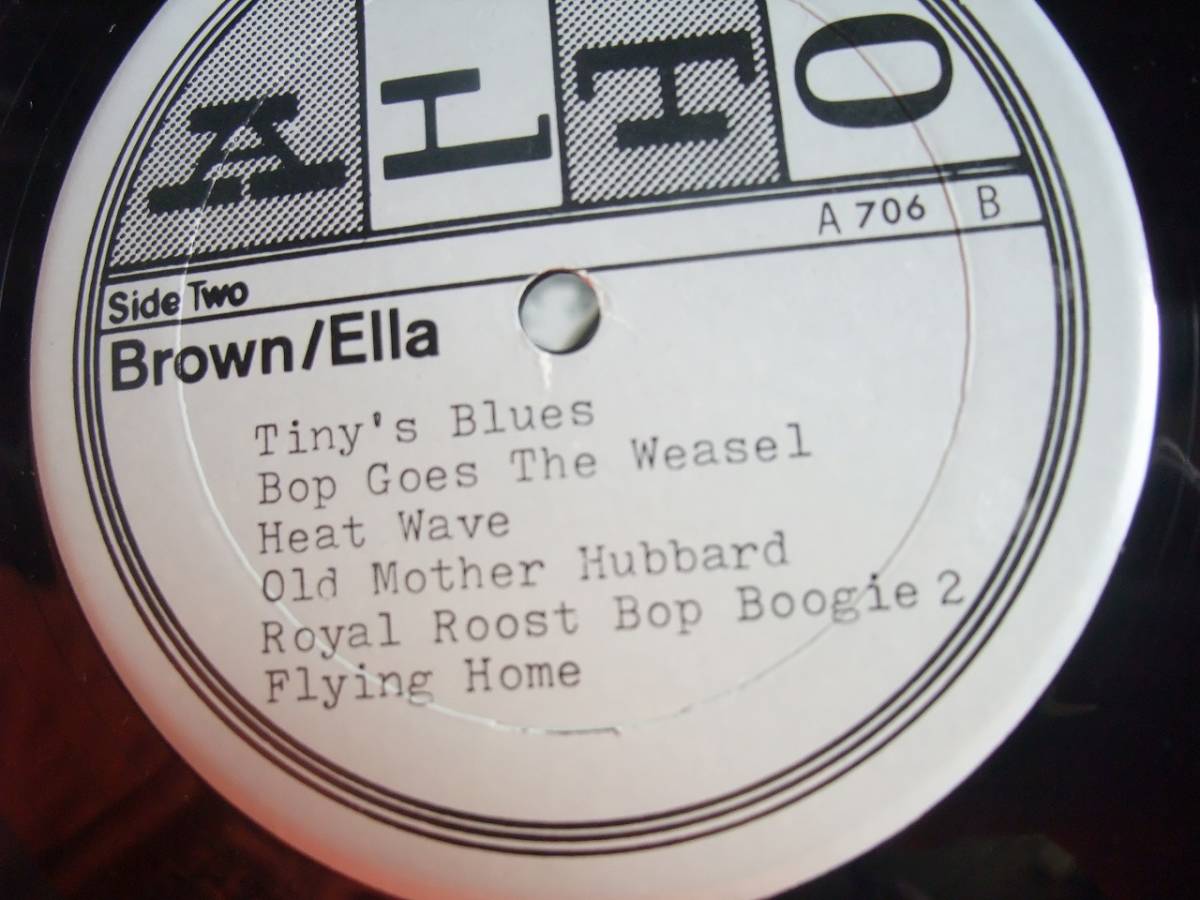 ALTO
A 706 B
Side Two
Brown/Ella
Tiny's Blues
Bop Goes The Weasel
Heat Wave
Old Mother Hubbard
Royal Roost Bop Boogie 2
Flying Home